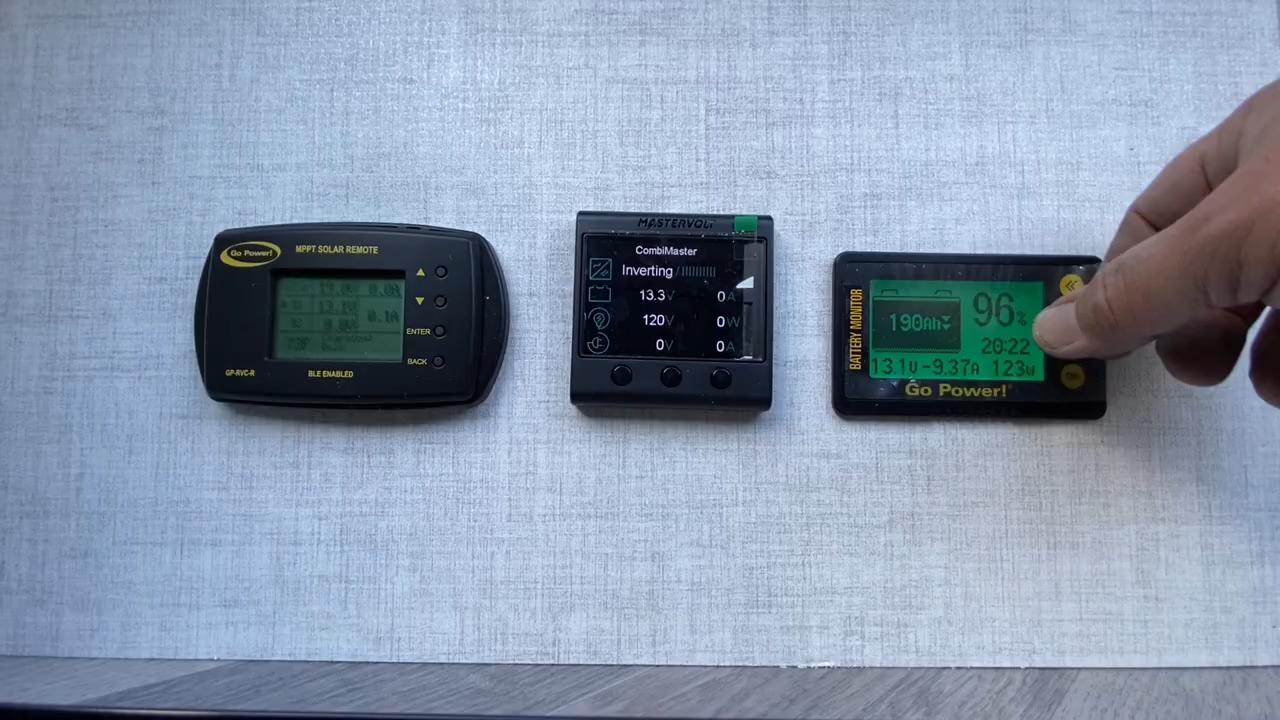 Go Power!
MPPT SOLAR REMOTE
ENTER
BACK
GP-RVC-R
BLE ENABLED
MASTERVOLT
CombiMaster
Inverting
13.3V 0A
120V 0W
0V 0A
BATTERY MONITOR
190Ah
96%
20:22
13.1V -9.37A 123W
Go Power!